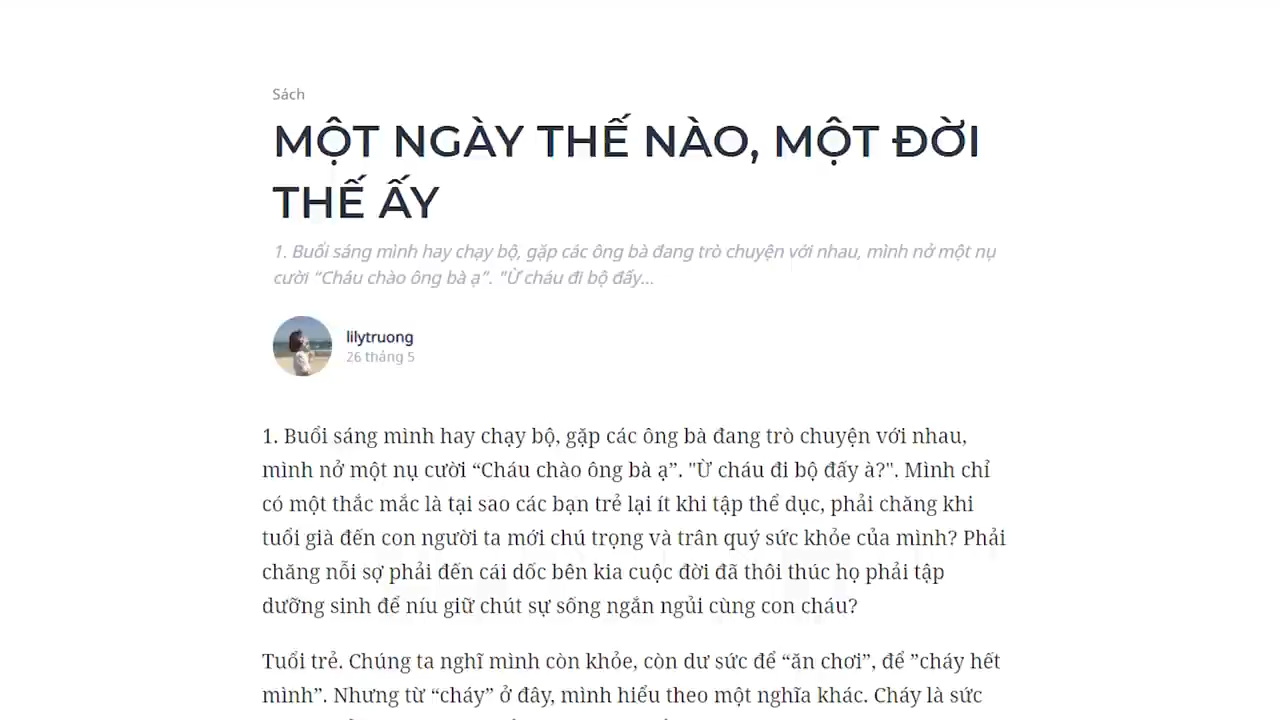 Sách
MỘT NGÀY THẾ NÀO, MỘT ĐỜI
THẾ ẤY
1. Buổi sáng mình hay chạy bộ, gặp các ông bà đang trò chuyện với nhau, mình nở một nụ
cười “Cháu chào ông bà ạ”. "Ừ cháu đi bộ đấy...
lilytruong
26 tháng 5
1. Buổi sáng mình hay chạy bộ, gặp các ông bà đang trò chuyện với nhau,
mình nở một nụ cười “Cháu chào ông bà ạ”. "Ừ cháu đi bộ đấy à?". Mình chỉ
có một thắc mắc là tại sao các bạn trẻ lại ít khi tập thể dục, phải chăng khi
tuổi già đến con người ta mới chú trọng và trân quý sức khỏe của mình? Phải
chăng nỗi sợ phải đến cái dốc bên kia cuộc đời đã thôi thúc họ phải tập
dưỡng sinh để níu giữ chút sự sống ngắn ngủi cùng con cháu?
Tuổi trẻ. Chúng ta nghĩ mình còn khỏe, còn dư sức để “ăn chơi”, để ”cháy hết
mình”. Nhưng từ “cháy” ở đây, mình hiểu theo một nghĩa khác. Cháy là sức